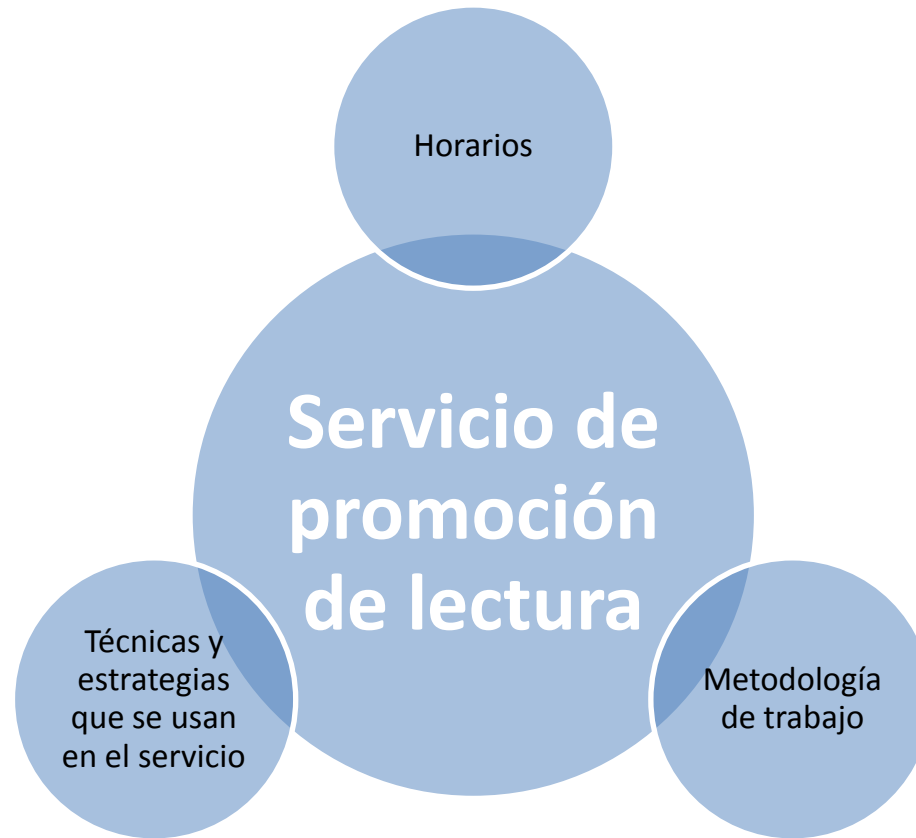 Horarios
Servicio de
promoción
de lectura
Técnicas y
estrategias
que se usan
en el servicio
Metodología
de trabajo